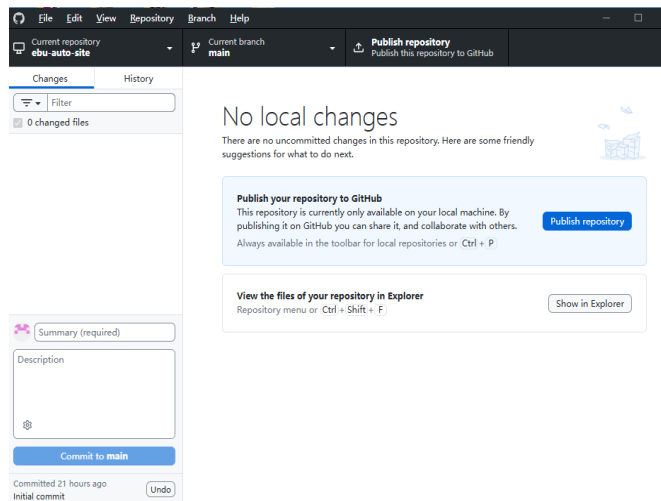 File Edit View Repository Branch Help
Current repository
ebu-auto-site
Current branch
main
Publish repository
Publish this repository to GitHub
Changes History
Filter
0 changed files
No local changes
There are no uncommitted changes in this repository. Here are some friendly
suggestions for what to do next.
Publish your repository to GitHub
This repository is currently only available on your local machine. By
publishing it on GitHub you can share it, and collaborate with others.
Always available in the toolbar for local repositories or Ctrl + P
Publish repository
View the files of your repository in Explorer
Repository menu or Ctrl + Shift + F
Show in Explorer
Summary (required)
Description
Commit to main
Committed 21 hours ago
Initial commit
Undo